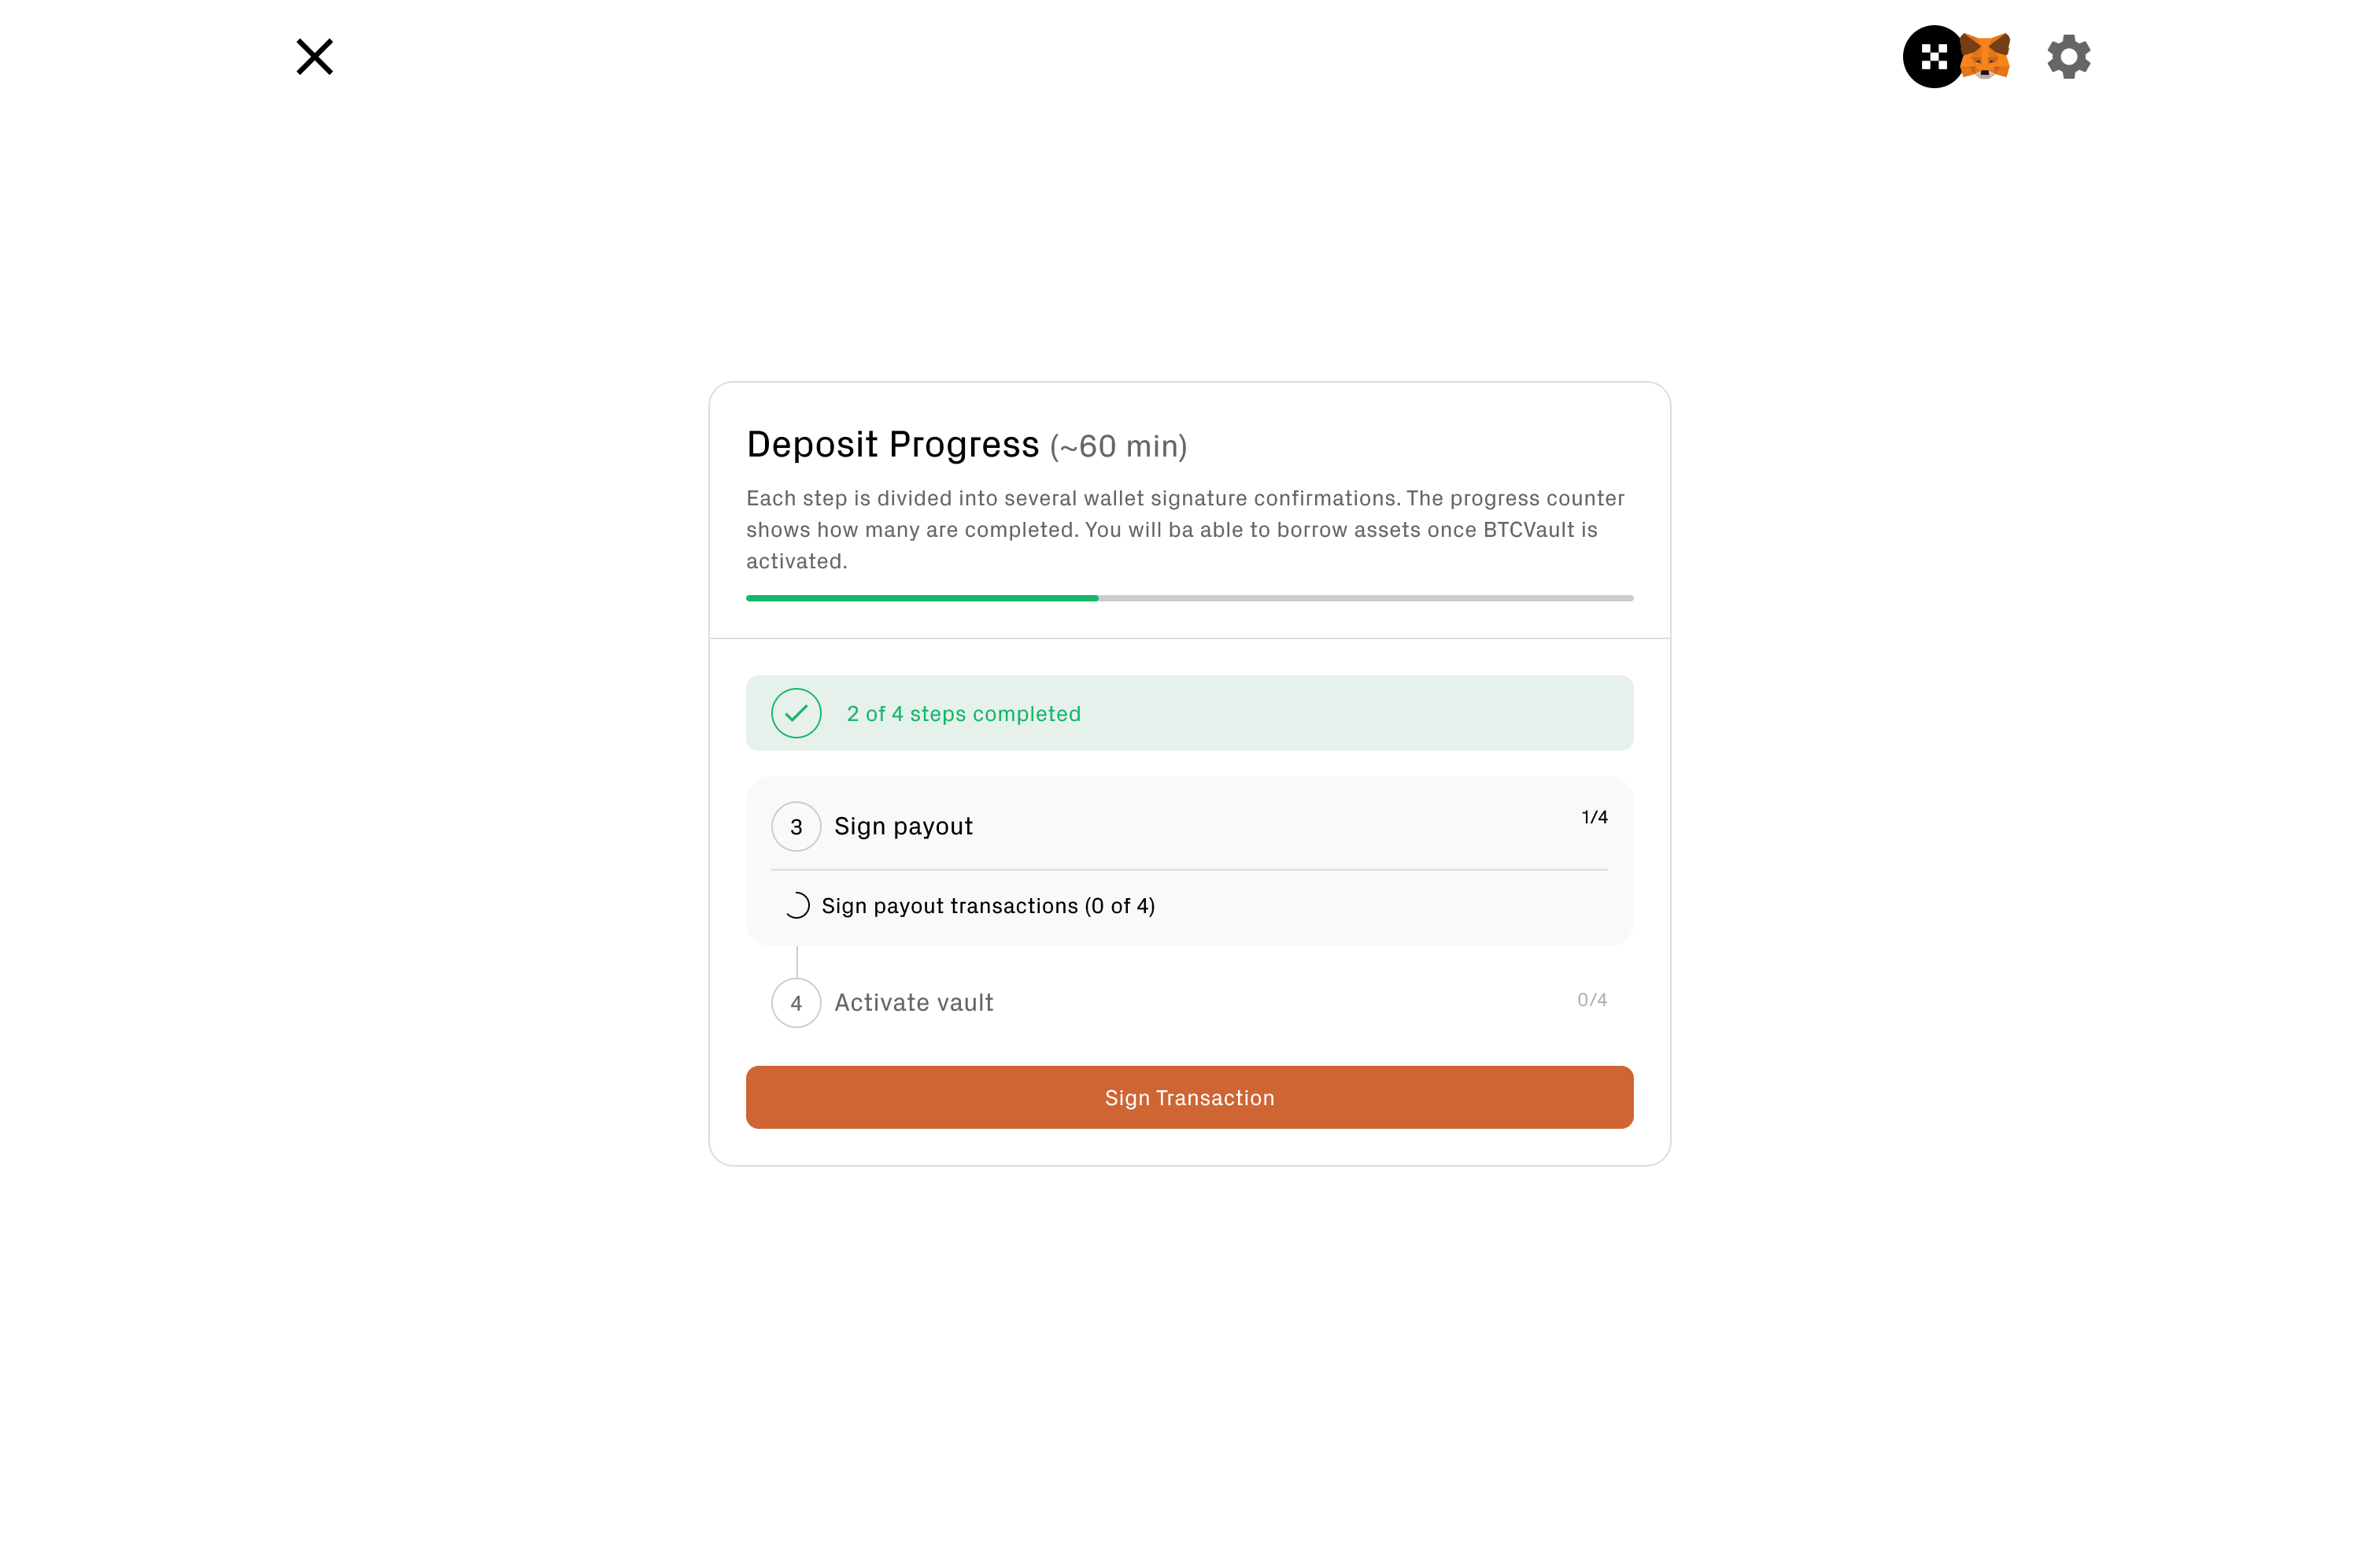 Deposit Progress (~60 min)
Each step is divided into several wallet signature confirmations. The progress counter
shows how many are completed. You will ba able to borrow assets once BTCVault is
activated.
2 of 4 steps completed
3 Sign payout 1/4
Sign payout transactions (0 of 4)
4 Activate vault 0/4
Sign Transaction